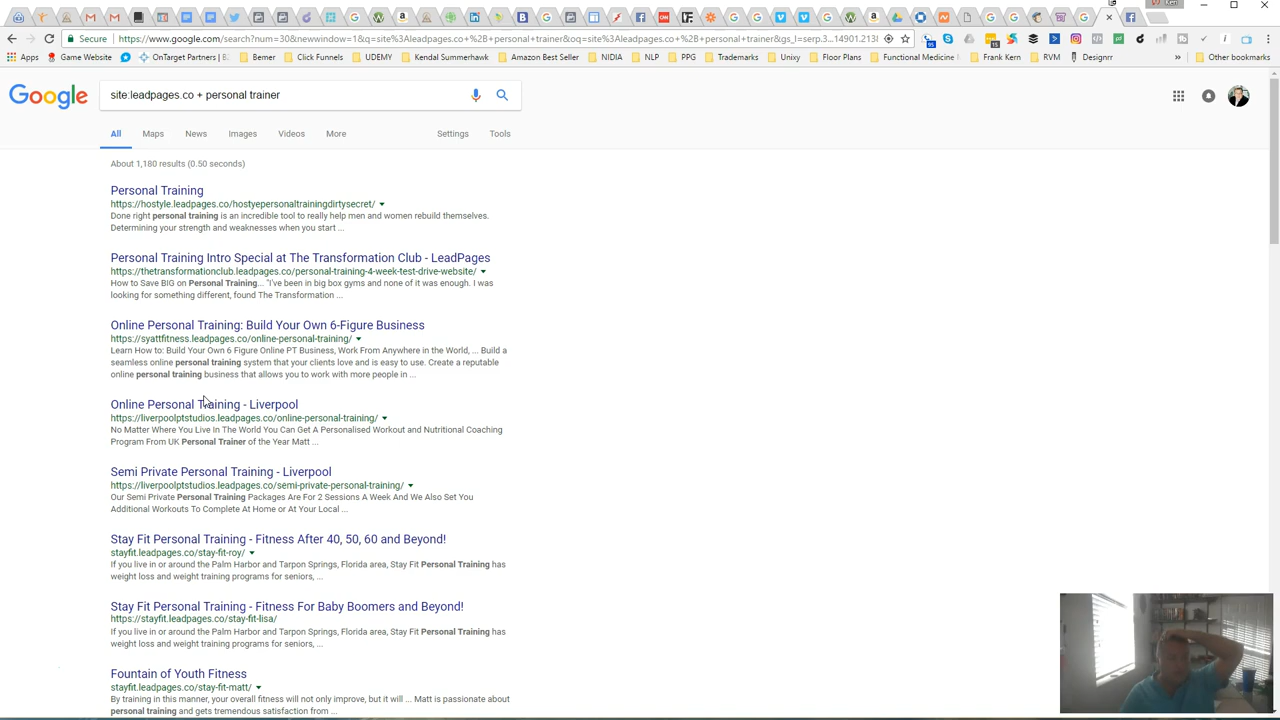 Secure
https://www.google.com/search?num=30&newwindow=1&q=site%3Aleadpages.co+%2B+personal+trainer&oq=site%3Aleadpages.co+%2B+personal+trainer&gs_l=serp.3...14901.213
Apps
Game Website
OnTarget Partners | B
Bemer
Click Funnels
UDEMY
Kendal Summerhawk
Amazon Best Seller
NIDIA
NLP
PPG
Trademarks
Unixy
Floor Plans
Functional Medicine
Frank Kern
RVM
Designrr
»
Other bookmarks
Google
site:leadpages.co + personal trainer
All Maps News Images Videos More Settings Tools
About 1,180 results (0.50 seconds)
Personal Training
https://hostyle.leadpages.co/hostyepersonaltrainingdirtysecret/
Done right personal training is an incredible tool to really help men and women rebuild themselves.
Determining your strength and weaknesses when you start ...
Personal Training Intro Special at The Transformation Club - LeadPages
https://thetransformationclub.leadpages.co/personal-training-4-week-test-drive-website/
How to Save BIG on Personal Training... "I've been in big box gyms and none of it was enough. I was
looking for something different, found The Transformation ...
Online Personal Training: Build Your Own 6-Figure Business
https://syattfitness.leadpages.co/online-personal-training/
Learn How to: Build Your Own 6 Figure Online PT Business, Work From Anywhere in the World, ... Build a
seamless online personal training system that your clients love and is easy to use. Create a reputable
online personal training business that allows you to work with more people in ...
Online Personal Training - Liverpool
https://liverpoolptstudios.leadpages.co/online-personal-training/
No Matter Where You Live In The World You Can Get A Personalised Workout and Nutritional Coaching
Program From UK Personal Trainer of the Year Matt ...
Semi Private Personal Training - Liverpool
https://liverpoolptstudios.leadpages.co/semi-private-personal-training/
Our Semi Private Personal Training Packages Are For 2 Sessions A Week And We Also Set You
Additional Workouts To Complete At Home or At Your Local ...
Stay Fit Personal Training - Fitness After 40, 50, 60 and Beyond!
stayfit.leadpages.co/stay-fit-roy/
If you live in or around the Palm Harbor and Tarpon Springs, Florida area, Stay Fit Personal Training has
weight loss and weight training programs for seniors, ...
Stay Fit Personal Training - Fitness For Baby Boomers and Beyond!
https://stayfit.leadpages.co/stay-fit-lisa/
If you live in or around the Palm Harbor and Tarpon Springs, Florida area, Stay Fit Personal Training has
weight loss and weight training programs for seniors, ...
Fountain of Youth Fitness
stayfit.leadpages.co/stay-fit-matt/
By training in this manner, your overall fitness will not only improve, but it will ... Matt is passionate about
personal training and gets tremendous satisfaction from ...